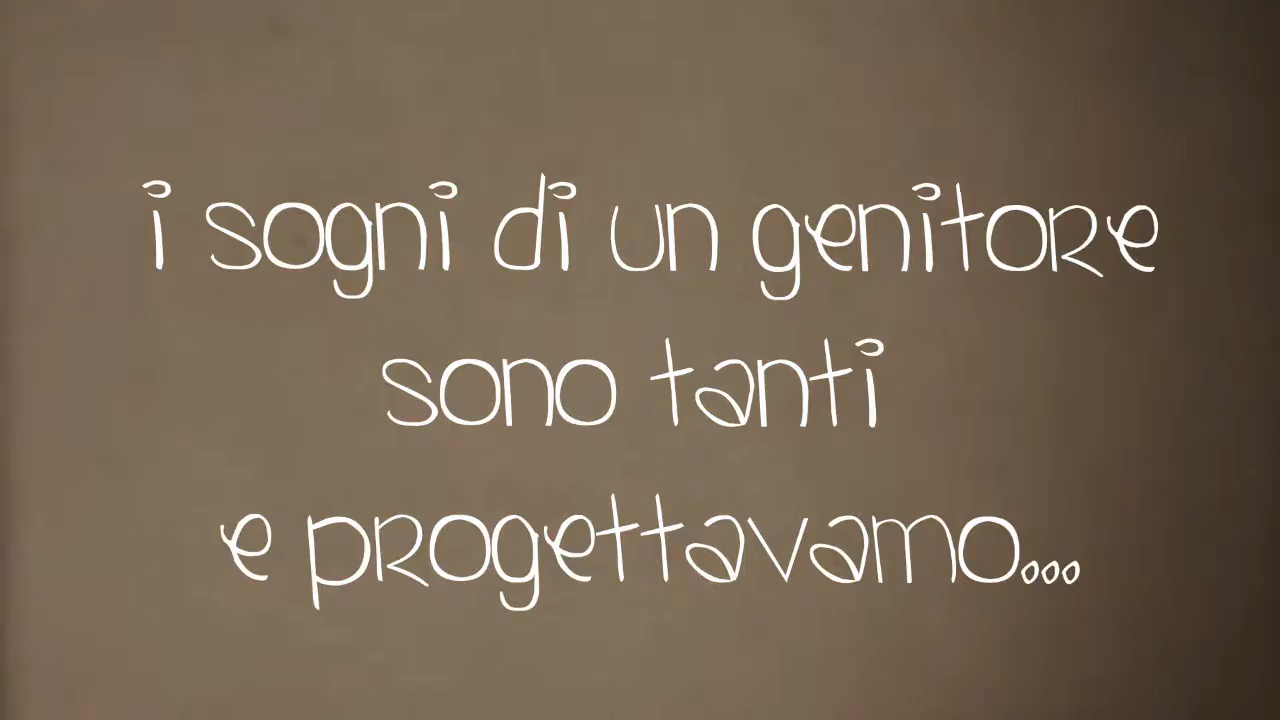 i sogni di un genitore
sono tanti
e progettavamo...